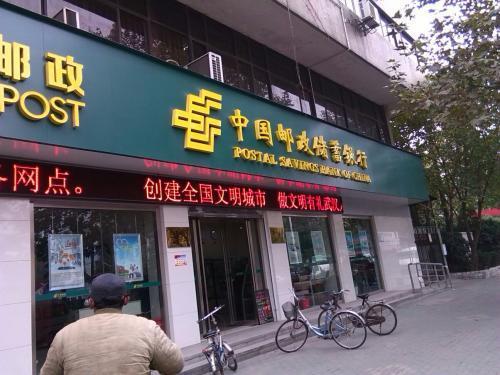 邮政
POST
中国邮政储蓄银行
POSTAL SAVINGS BANK OF CHINA
务网点。 创建全国文明城市 做文明有礼武汉人